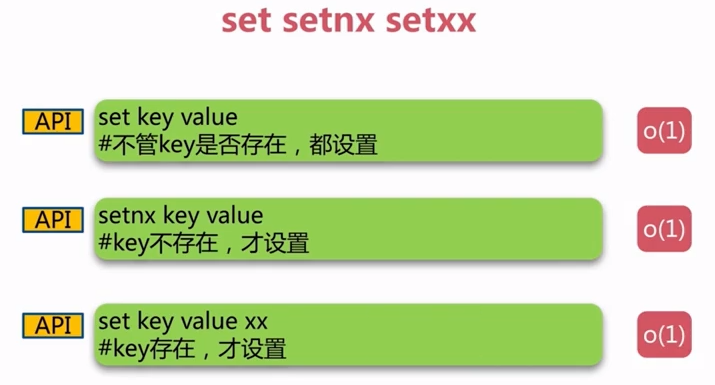 set setnx setxx
API
set key value
#不管key是否存在，都设置
o(1)
API
setnx key value
#key不存在，才设置
o(1)
API
set key value xx
#key存在，才设置
o(1)